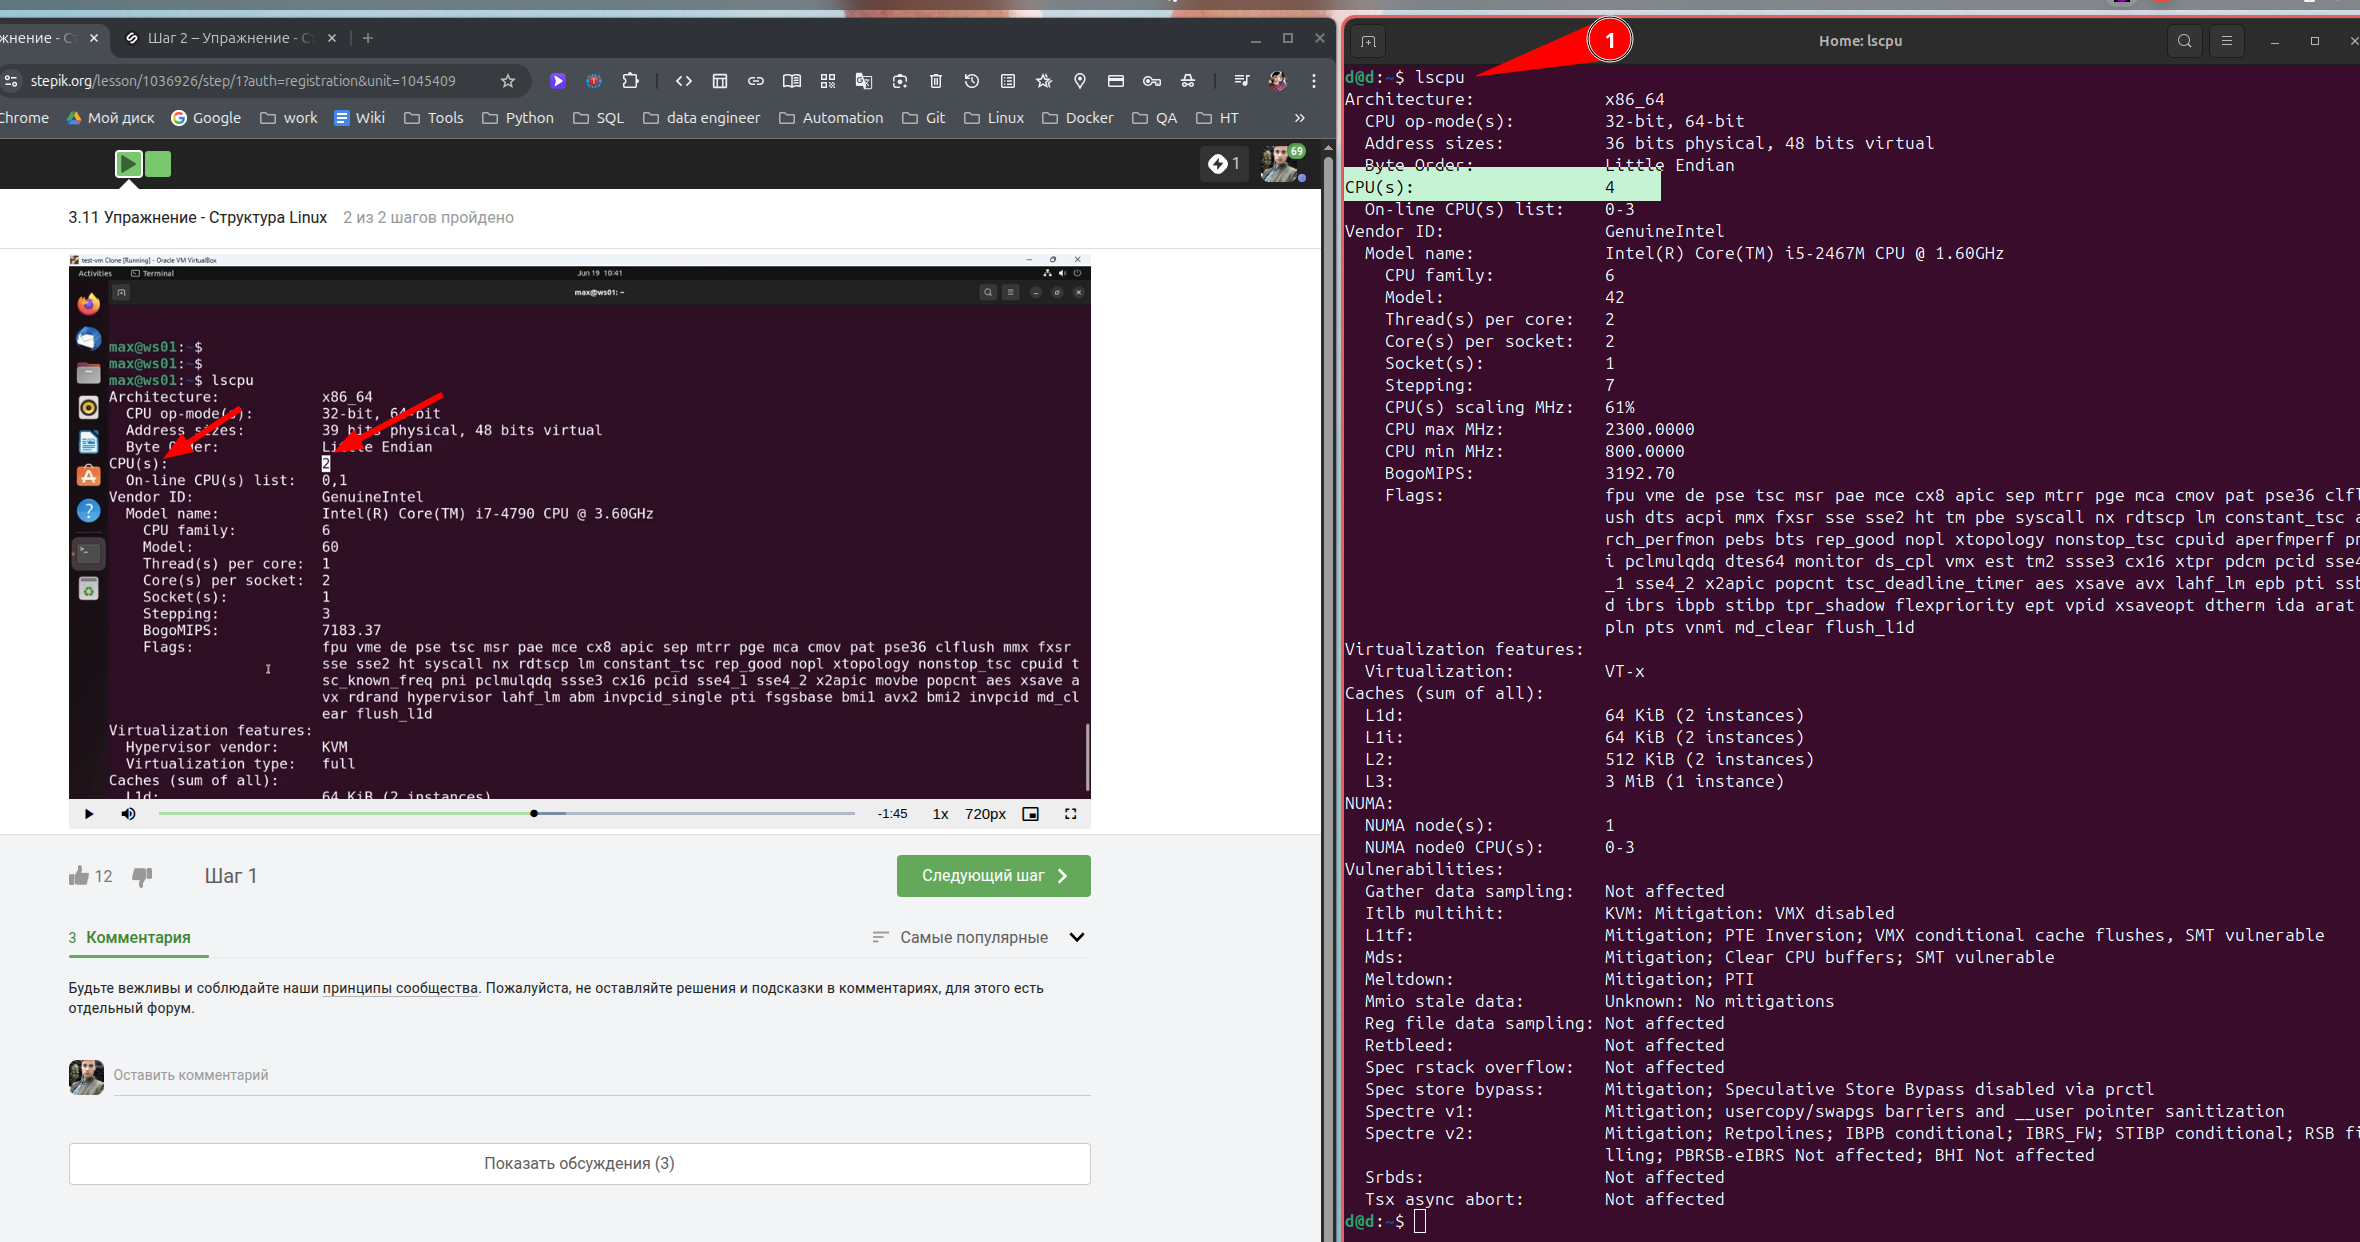 жнение - С
Шаг 2 – Упражнение - С
stepik.org/lesson/1036926/step/1?auth=registration&unit=1045409
Chrome
Мой диск
Google
work
Wiki
Tools
Python
SQL
data engineer
Automation
Git
Linux
Docker
QA
HT
»
1
69
3.11 Упражнение - Структура Linux 2 из 2 шагов пройдено
test-vm Clone [Running] - Oracle VM VirtualBox
Activities Terminal Jun 19 10:41
max@ws01: ~
max@ws01:~$
max@ws01:~$
max@ws01:~$ lscpu
Architecture: x86_64
CPU op-mode(s): 32-bit, 64-bit
Address sizes: 39 bits physical, 48 bits virtual
Byte Order: Little Endian
CPU(s): 2
On-line CPU(s) list: 0,1
Vendor ID: GenuineIntel
Model name: Intel(R) Core(TM) i7-4790 CPU @ 3.60GHz
CPU family: 6
Model: 60
Thread(s) per core: 1
Core(s) per socket: 2
Socket(s): 1
Stepping: 3
BogoMIPS: 7183.37
Flags: fpu vme de pse tsc msr pae mce cx8 apic sep mtrr pge mca cmov pat pse36 clflush mmx fxsr
sse sse2 ht syscall nx rdtscp lm constant_tsc rep_good nopl xtopology nonstop_tsc cpuid t
sc_known_freq pni pclmulqdq ssse3 cx16 pcid sse4_1 sse4_2 x2apic movbe popcnt aes xsave a
vx rdrand hypervisor lahf_lm abm invpcid_single pti fsgsbase bmi1 avx2 bmi2 invpcid md_cl
ear flush_l1d
Virtualization features:
Hypervisor vendor: KVM
Virtualization type: full
Caches (sum of all):
L1d: 64 KiB (2 instances)
-1:45 1x 720px
12
Шаг 1
Следующий шаг
3 Комментария
Самые популярные
Будьте вежливы и соблюдайте наши принципы сообщества. Пожалуйста, не оставляйте решения и подсказки в комментариях, для этого есть
отдельный форум.
Оставить комментарий
Показать обсуждения (3)
1
Home: lscpu
d@d:~$ lscpu
Architecture: x86_64
CPU op-mode(s): 32-bit, 64-bit
Address sizes: 36 bits physical, 48 bits virtual
Byte Order: Little Endian
CPU(s): 4
On-line CPU(s) list: 0-3
Vendor ID: GenuineIntel
Model name: Intel(R) Core(TM) i5-2467M CPU @ 1.60GHz
CPU family: 6
Model: 42
Thread(s) per core: 2
Core(s) per socket: 2
Socket(s): 1
Stepping: 7
CPU(s) scaling MHz: 61%
CPU max MHz: 2300.0000
CPU min MHz: 800.0000
BogoMIPS: 3192.70
Flags: fpu vme de pse tsc msr pae mce cx8 apic sep mtrr pge mca cmov pat pse36 clfl
ush dts acpi mmx fxsr sse sse2 ht tm pbe syscall nx rdtscp lm constant_tsc a
rch_perfmon pebs bts rep_good nopl xtopology nonstop_tsc cpuid aperfmperf pn
i pclmulqdq dtes64 monitor ds_cpl vmx est tm2 ssse3 cx16 xtpr pdcm pcid sse4
_1 sse4_2 x2apic popcnt tsc_deadline_timer aes xsave avx lahf_lm epb pti ssb
d ibrs ibpb stibp tpr_shadow flexpriority ept vpid xsaveopt dtherm ida arat
pln pts vnmi md_clear flush_l1d
Virtualization features:
Virtualization: VT-x
Caches (sum of all):
L1d: 64 KiB (2 instances)
L1i: 64 KiB (2 instances)
L2: 512 KiB (2 instances)
L3: 3 MiB (1 instance)
NUMA:
NUMA node(s): 1
NUMA node0 CPU(s): 0-3
Vulnerabilities:
Gather data sampling: Not affected
Itlb multihit: KVM: Mitigation: VMX disabled
L1tf: Mitigation; PTE Inversion; VMX conditional cache flushes, SMT vulnerable
Mds: Mitigation; Clear CPU buffers; SMT vulnerable
Meltdown: Mitigation; PTI
Mmio stale data: Unknown: No mitigations
Reg file data sampling: Not affected
Retbleed: Not affected
Spec rstack overflow: Not affected
Spec store bypass: Mitigation; Speculative Store Bypass disabled via prctl
Spectre v1: Mitigation; usercopy/swapgs barriers and __user pointer sanitization
Spectre v2: Mitigation; Retpolines; IBPB conditional; IBRS_FW; STIBP conditional; RSB fi
lling; PBRSB-eIBRS Not affected; BHI Not affected
Srbds: Not affected
Tsx async abort: Not affected
d@d:~$